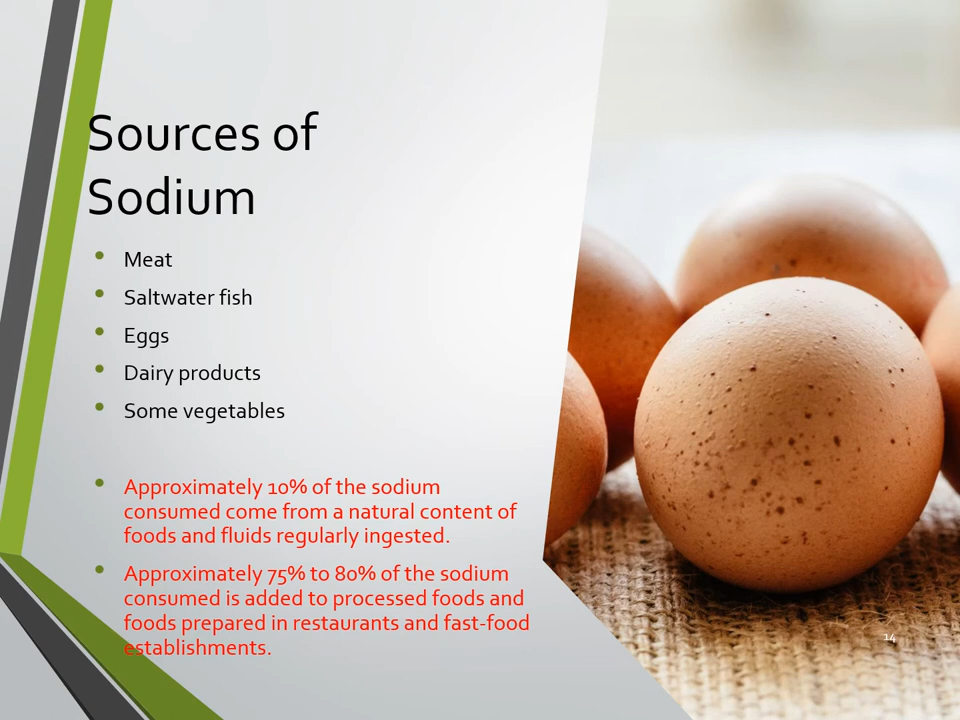 Sources of
Sodium
• Meat
• Saltwater fish
• Eggs
• Dairy products
• Some vegetables
• Approximately 10% of the sodium
consumed come from a natural content of
foods and fluids regularly ingested.
• Approximately 75% to 80% of the sodium
consumed is added to processed foods and
foods prepared in restaurants and fast-food
establishments.
14